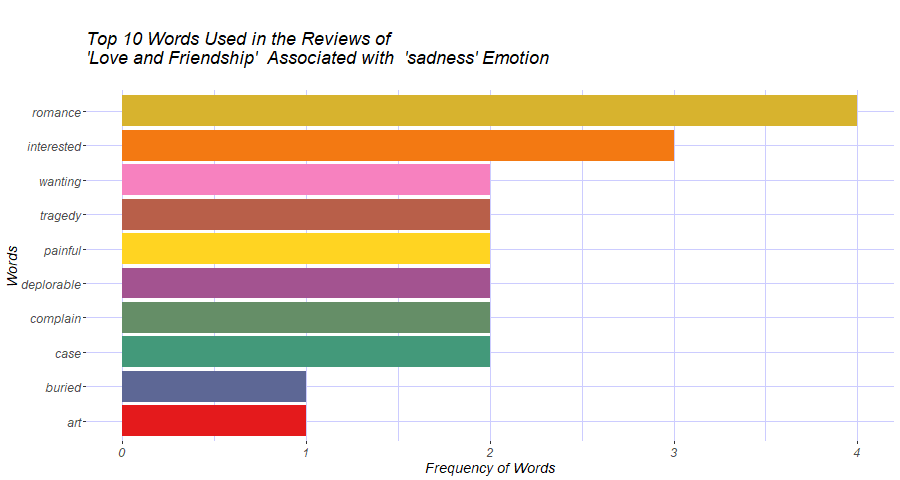 Top 10 Words Used in the Reviews of
'Love and Friendship'  Associated with  'sadness' Emotion
romance
interested
wanting
tragedy
painful
deplorable
complain
case
buried
art
Words
0 1 2 3 4
Frequency of Words